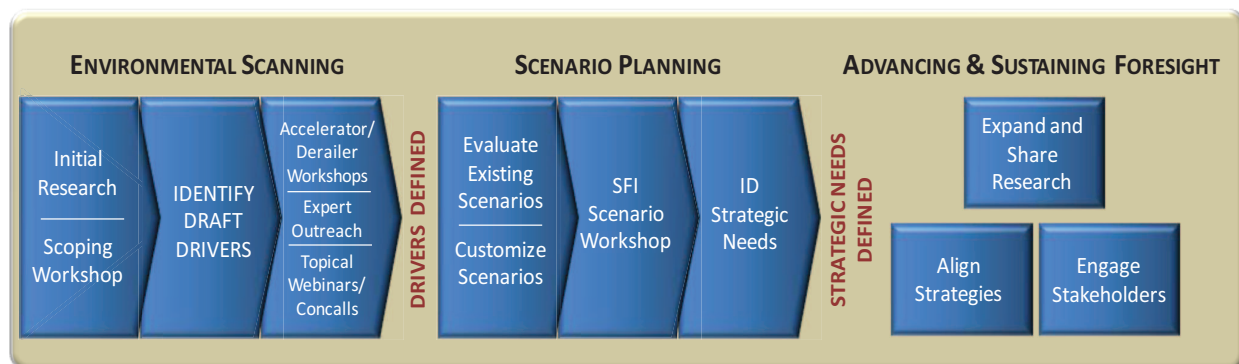 ENVIRONMENTAL SCANNING
Initial
Research
Scoping
Workshop
IDENTIFY
DRAFT
DRIVERS
Accelerator/
Derailer
Workshops
Expert
Outreach
Topical
Webinars/
Concalls
DRIVERS DEFINED
SCENARIO PLANNING
Evaluate
Existing
Scenarios
Customize
Scenarios
SFI
Scenario
Workshop
ID
Strategic
Needs
STRATEGIC NEEDS
DEFINED
ADVANCING & SUSTAINING FORESIGHT
Expand and
Share
Research
Align
Strategies
Engage
Stakeholders